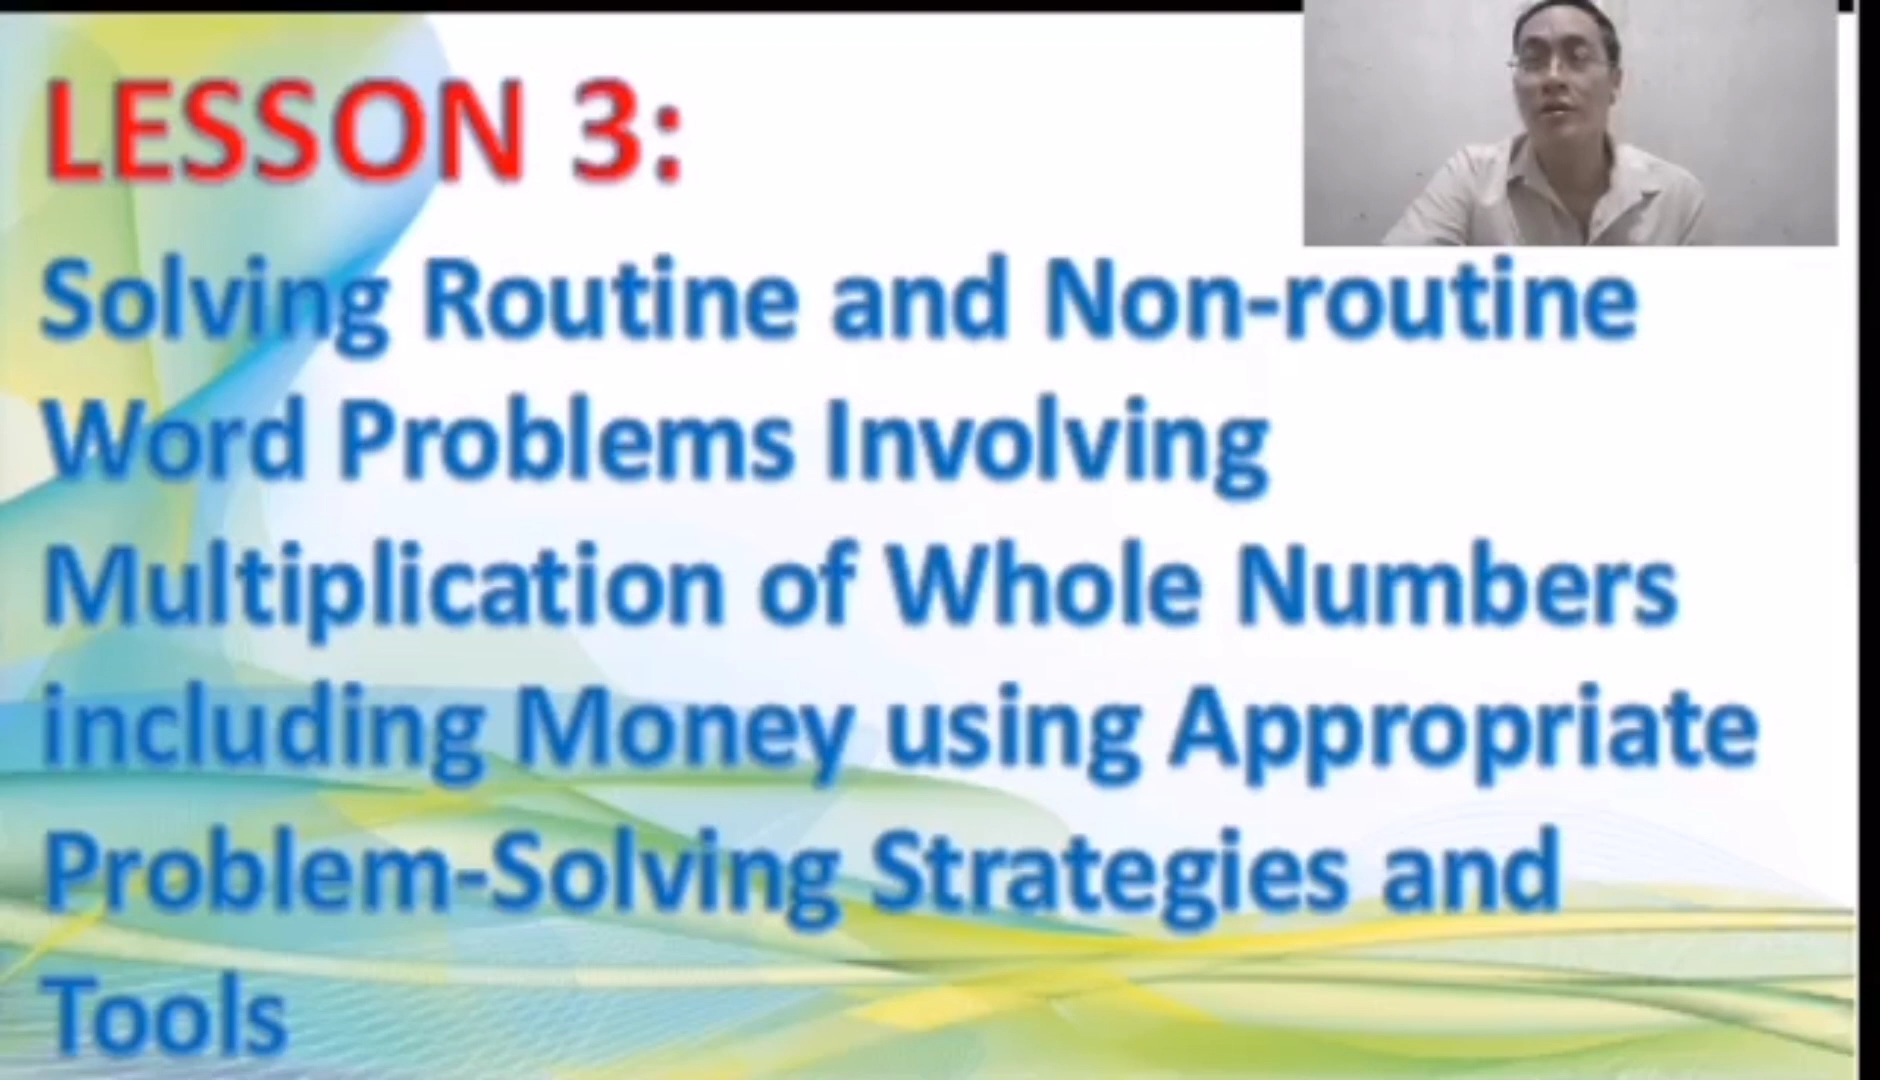 LESSON 3:
Solving Routine and Non-routine
Word Problems Involving
Multiplication of Whole Numbers
including Money using Appropriate
Problem-Solving Strategies and
Tools